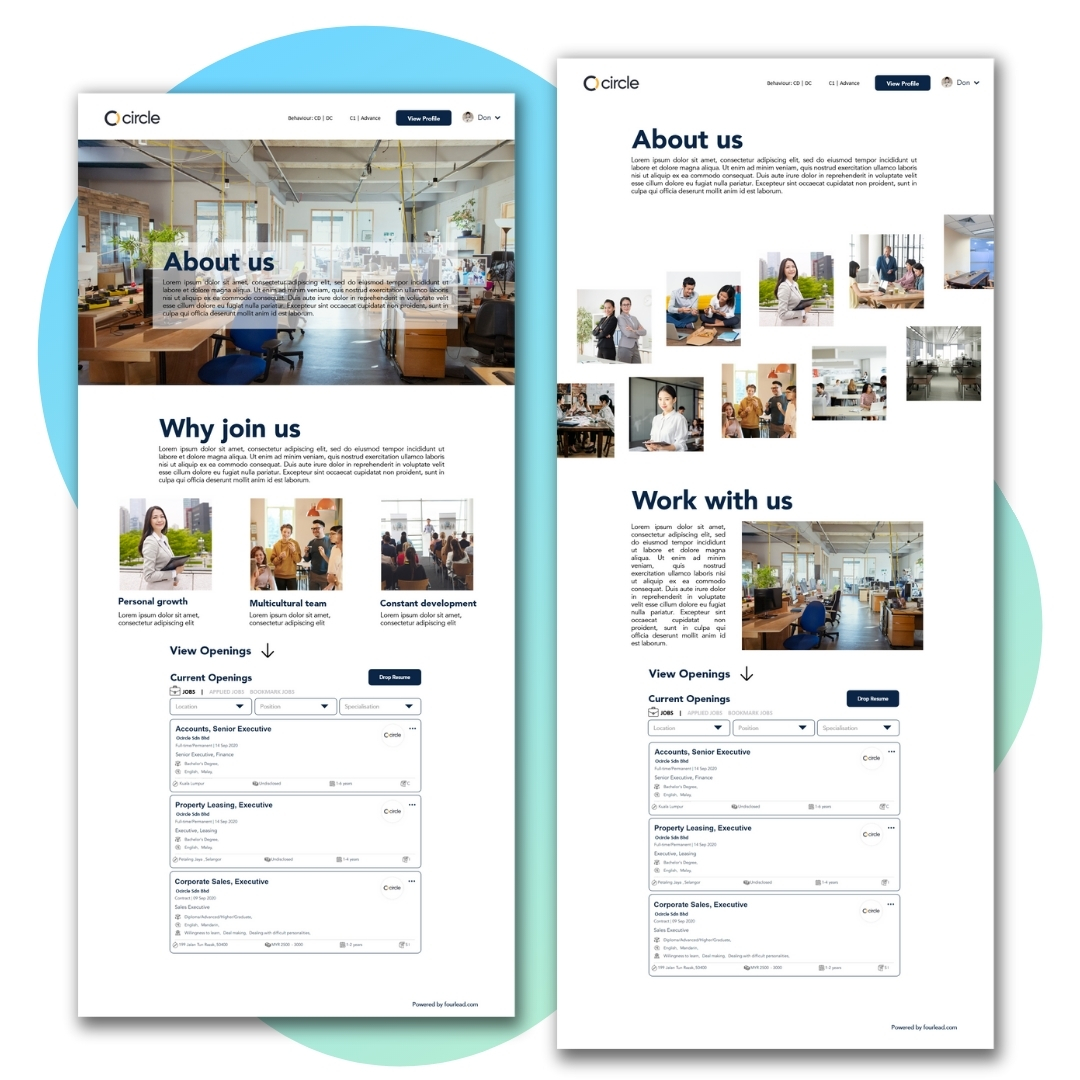 circle
Behaviour: CD | DC
C1 | Advance
View Profile
Don
About us
Lorem ipsum dolor sit amet, consectetur adipiscing elit, sed do eiusmod tempor incididunt ut
labore et dolore magna aliqua. Ut enim ad minim veniam, quis nostrud exercitation ullamco laboris
nisi ut aliquip ex ea commodo consequat. Duis aute irure dolor in reprehenderit in voluptate velit
esse cillum dolore eu fugiat nulla pariatur. Excepteur sint occaecat cupidatat non proident, sunt in
culpa qui officia deserunt mollit anim id est laborum.
Why join us
Lorem ipsum dolor sit amet, consectetur adipiscing elit, sed do eiusmod tempor incididunt ut
labore et dolore magna aliqua. Ut enim ad minim veniam, quis nostrud exercitation ullamco laboris
nisi ut aliquip ex ea commodo consequat. Duis aute irure dolor in reprehenderit in voluptate velit
esse cillum dolore eu fugiat nulla pariatur. Excepteur sint occaecat cupidatat non proident, sunt in
culpa qui officia deserunt mollit anim id est laborum.
Personal growth
Lorem ipsum dolor sit amet,
consectetur adipiscing elit
Multicultural team
Lorem ipsum dolor sit amet,
consectetur adipiscing elit
Constant development
Lorem ipsum dolor sit amet,
consectetur adipiscing elit
View Openings
Current Openings
Drop Resume
JOBS | APPLIED JOBS BOOKMARK JOBS
Location
Position
Specialisation
Accounts, Senior Executive
Ocircle Sdn Bhd
Full-time/Permanent | 14 Sep 2020
Senior Executive, Finance
Bachelor's Degree,
English, Malay,
circle
Kuala Lumpur
Undisclosed
1-6 years
Property Leasing, Executive
Ocircle Sdn Bhd
Full-time/Permanent | 14 Sep 2020
Executive, Leasing
Bachelor's Degree,
English, Malay,
circle
Petaling Jaya, Selangor
Undisclosed
1-4 years
Corporate Sales, Executive
Ocircle Sdn Bhd
Contract | 09 Sep 2020
Sales Executive
Diploma/Advanced/Higher/Graduate,
English, Mandarin,
Willingness to learn, Goal making, Dealing with difficult personalities,
circle
199 Jalan Tun Razak, 50400
MYR 2500 - 3000
1-2 years
Powered by fourlead.com
circle
Behaviour: CD | DC
C1 | Advance
View Profile
Don
About us
Lorem ipsum dolor sit amet, consectetur adipiscing elit, sed do eiusmod tempor incididunt ut
labore et dolore magna aliqua. Ut enim ad minim veniam, quis nostrud exercitation ullamco laboris
nisi ut aliquip ex ea commodo consequat. Duis aute irure dolor in reprehenderit in voluptate velit
esse cillum dolore eu fugiat nulla pariatur. Excepteur sint occaecat cupidatat non proident, sunt in
culpa qui officia deserunt mollit anim id est laborum.
Work with us
Lorem ipsum dolor sit amet,
consectetur adipiscing elit, sed
do eiusmod tempor incididunt
ut labore et dolore magna
aliqua. Ut enim ad minim
veniam, quis nostrud
exercitation ullamco laboris nisi
ut aliquip ex ea commodo
consequat. Duis aute irure dolor
in reprehenderit in voluptate
velit esse cillum dolore eu fugiat
nulla pariatur. Excepteur sint
occaecat cupidatat non
proident, sunt in culpa qui
officia deserunt mollit anim id
est laborum.
View Openings
Current Openings
Drop Resume
JOBS | APPLIED JOBS BOOKMARK JOBS
Location
Position
Specialisation
Accounts, Senior Executive
Ocircle Sdn Bhd
Full-time/Permanent | 14 Sep 2020
Senior Executive, Finance
Bachelor's Degree,
English, Malay,
circle
Kuala Lumpur
Undisclosed
1-6 years
Property Leasing, Executive
Ocircle Sdn Bhd
Full-time/Permanent | 14 Sep 2020
Executive, Leasing
Bachelor's Degree,
English, Malay,
circle
Petaling Jaya, Selangor
Undisclosed
1-4 years
Corporate Sales, Executive
Ocircle Sdn Bhd
Contract | 09 Sep 2020
Sales Executive
Diploma/Advanced/Higher/Graduate,
English, Mandarin,
Willingness to learn, Goal making, Dealing with difficult personalities,
circle
199 Jalan Tun Razak, 50400
MYR 2500 - 3000
1-2 years
Powered by fourlead.com